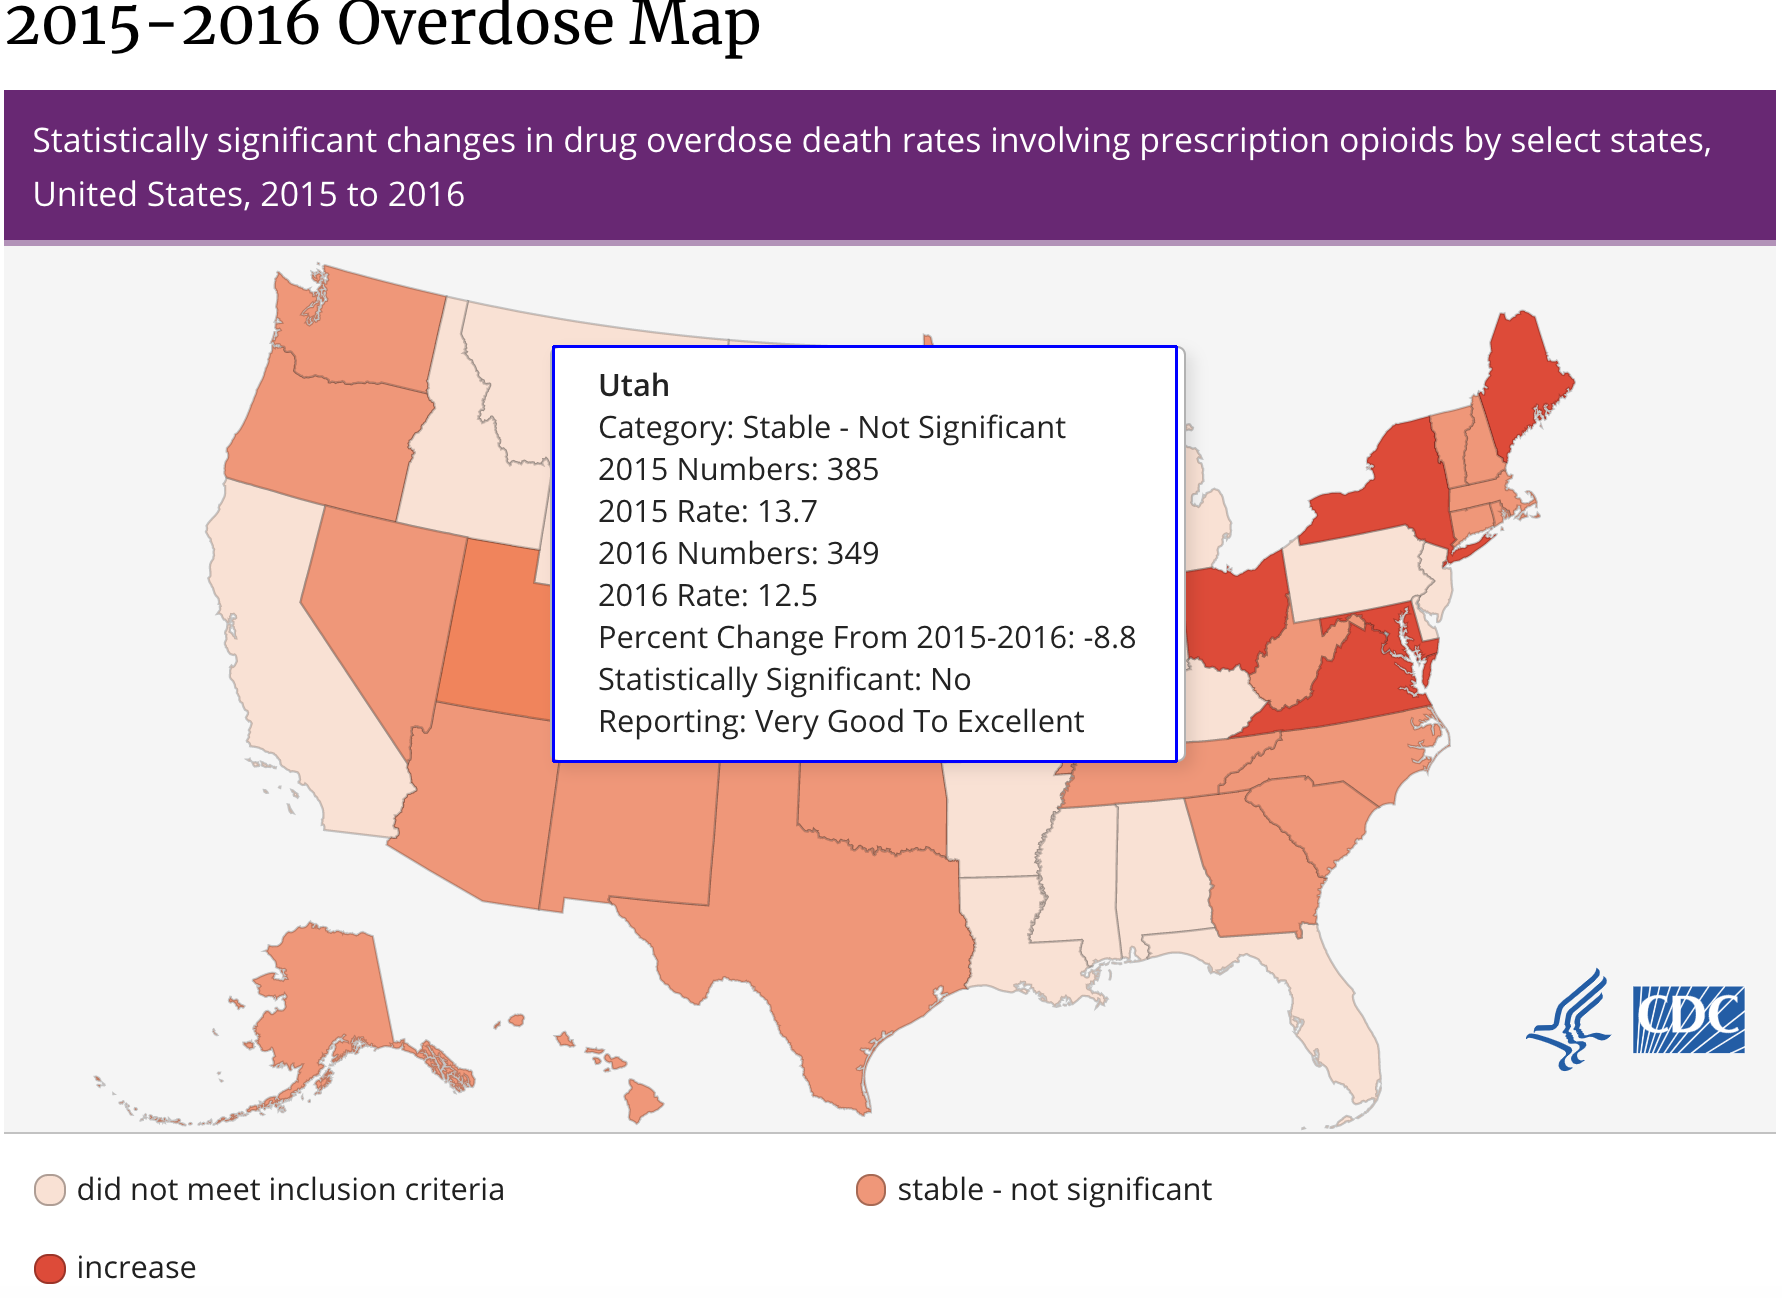 2015-2016 Overdose Map
Statistically significant changes in drug overdose death rates involving prescription opioids by select states,
United States, 2015 to 2016
Utah
Category: Stable - Not Significant
2015 Numbers: 385
2015 Rate: 13.7
2016 Numbers: 349
2016 Rate: 12.5
Percent Change From 2015-2016: -8.8
Statistically Significant: No
Reporting: Very Good To Excellent
CDC
did not meet inclusion criteria
stable - not significant
increase